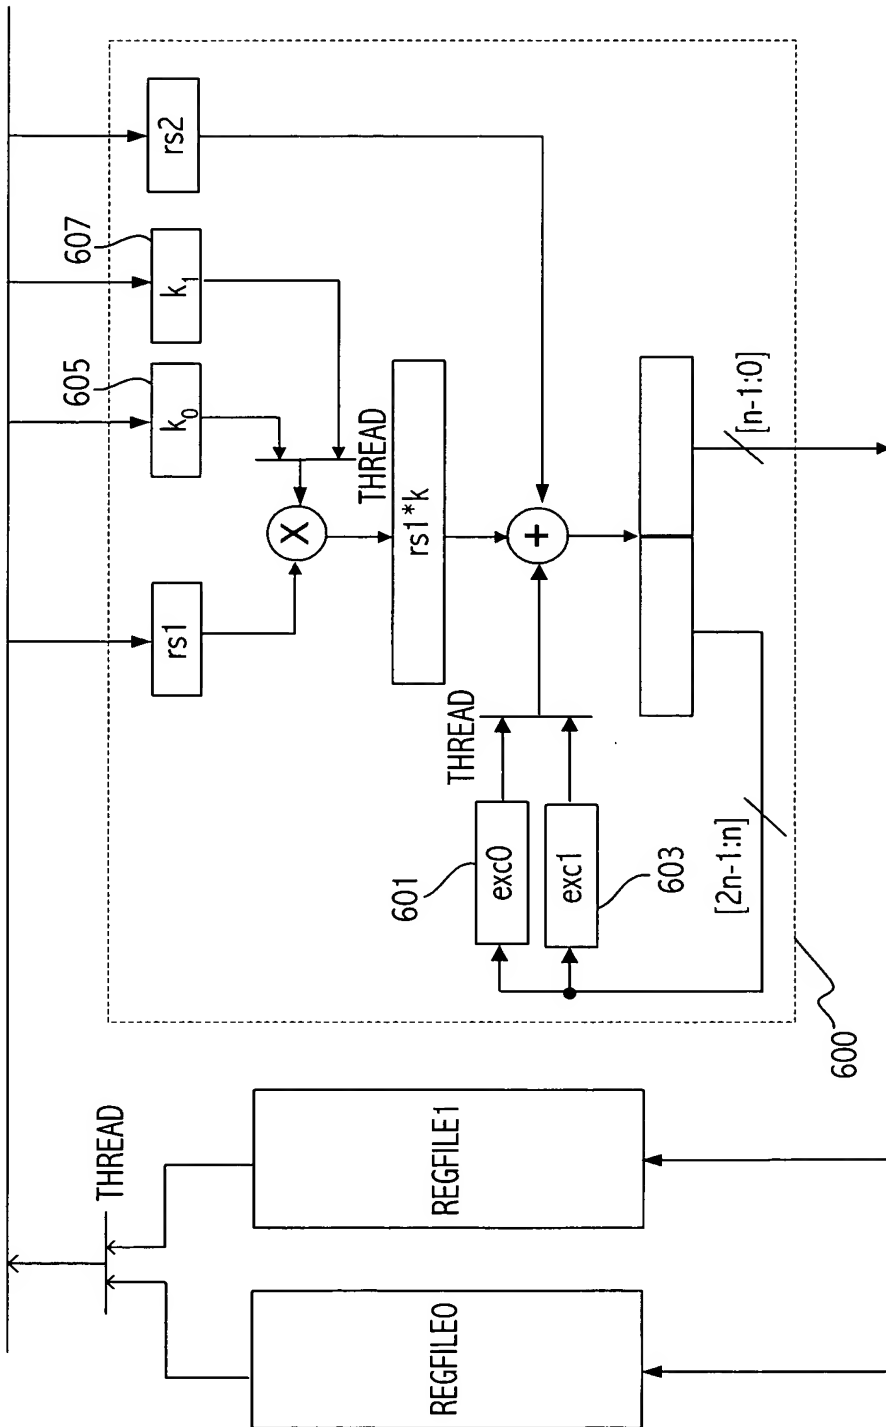 rs2
607
k1
605
k0
THREAD
X
rs1*k
rs1
+
[n-1:0]
THREAD
601
exc0
exc1
603
[2n-1:n]
600
THREAD
REGFILE1
REGFILE0